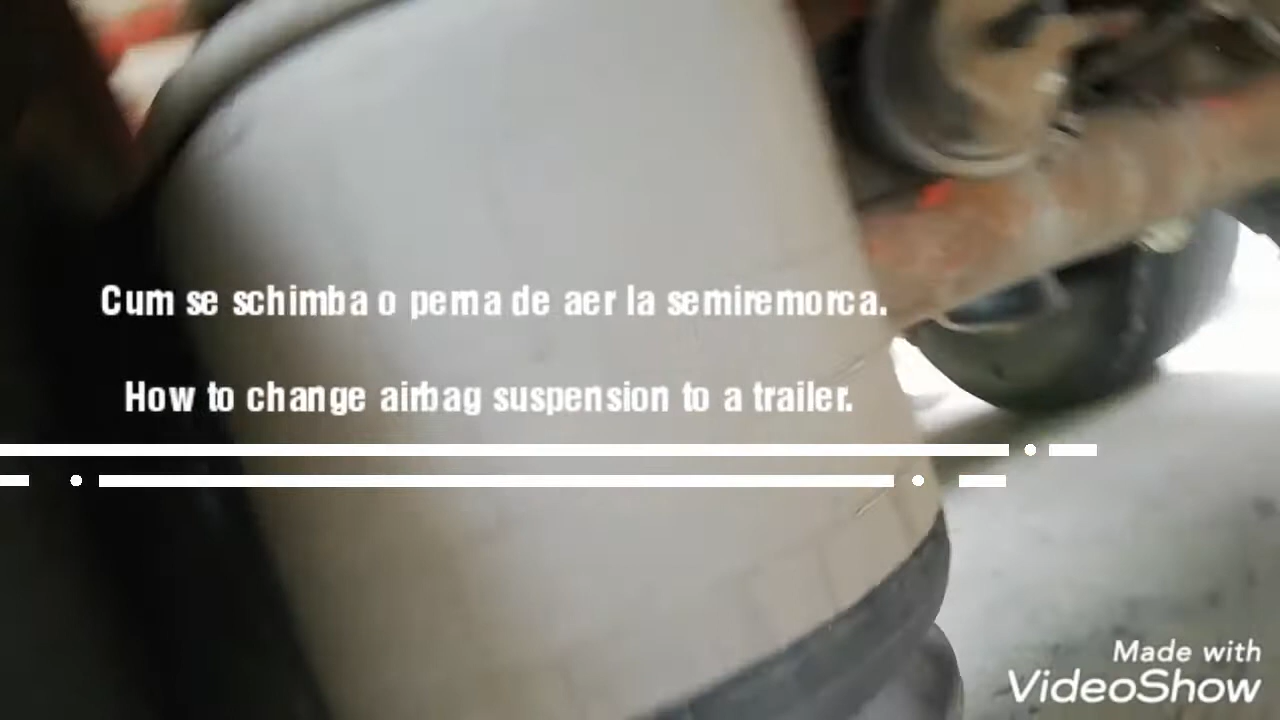 Cum se schimba o perna de aer la semiremorca.
How to change airbag suspension to a trailer.
Made with
VideoShow